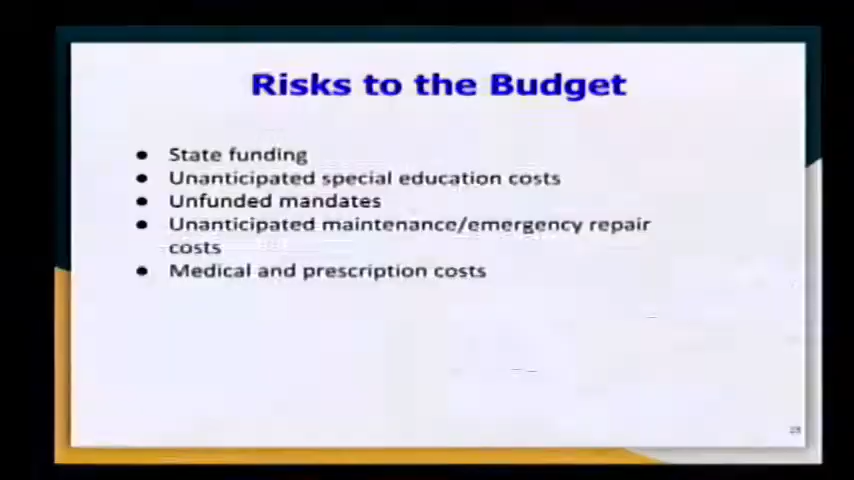 Risks to the Budget
● State funding
● Unanticipated special education costs
● Unfunded mandates
● Unanticipated maintenance/emergency repair
costs
● Medical and prescription costs